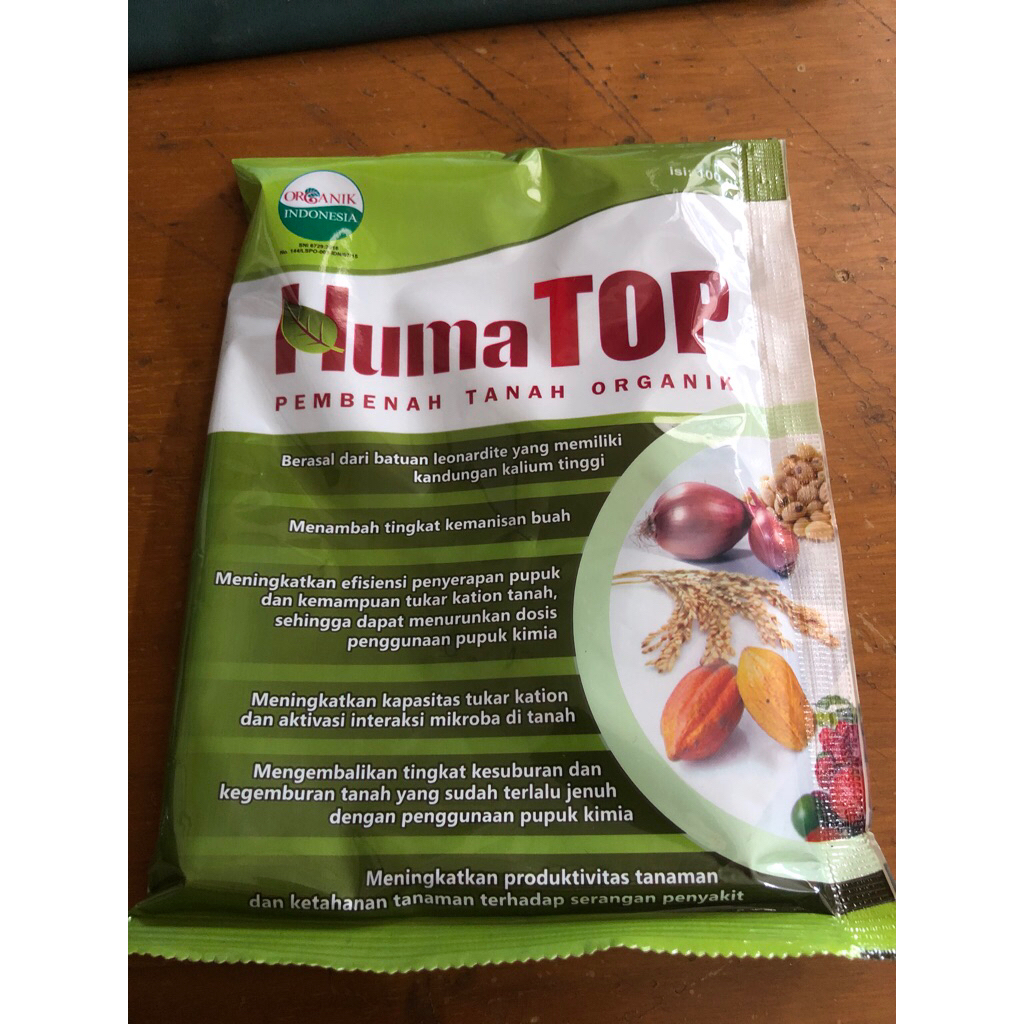 isi: 100
ORGANIK
INDONESIA
HumaTOP
PEMBENAH TANAH ORGANIK
Berasal dari batuan leonardite yang memiliki
kandungan kalium tinggi
Menambah tingkat kemanisan buah
Meningkatkan efisiensi penyerapan pupuk
dan kemampuan tukar kation tanah,
sehingga dapat menurunkan dosis
penggunaan pupuk kimia
Meningkatkan kapasitas tukar kation
dan aktivasi interaksi mikroba di tanah
Mengembalikan tingkat kesuburan dan
kegemburan tanah yang sudah terlalu jenuh
dengan penggunaan pupuk kimia
Meningkatkan produktivitas tanaman
dan ketahanan tanaman terhadap serangan penyakit